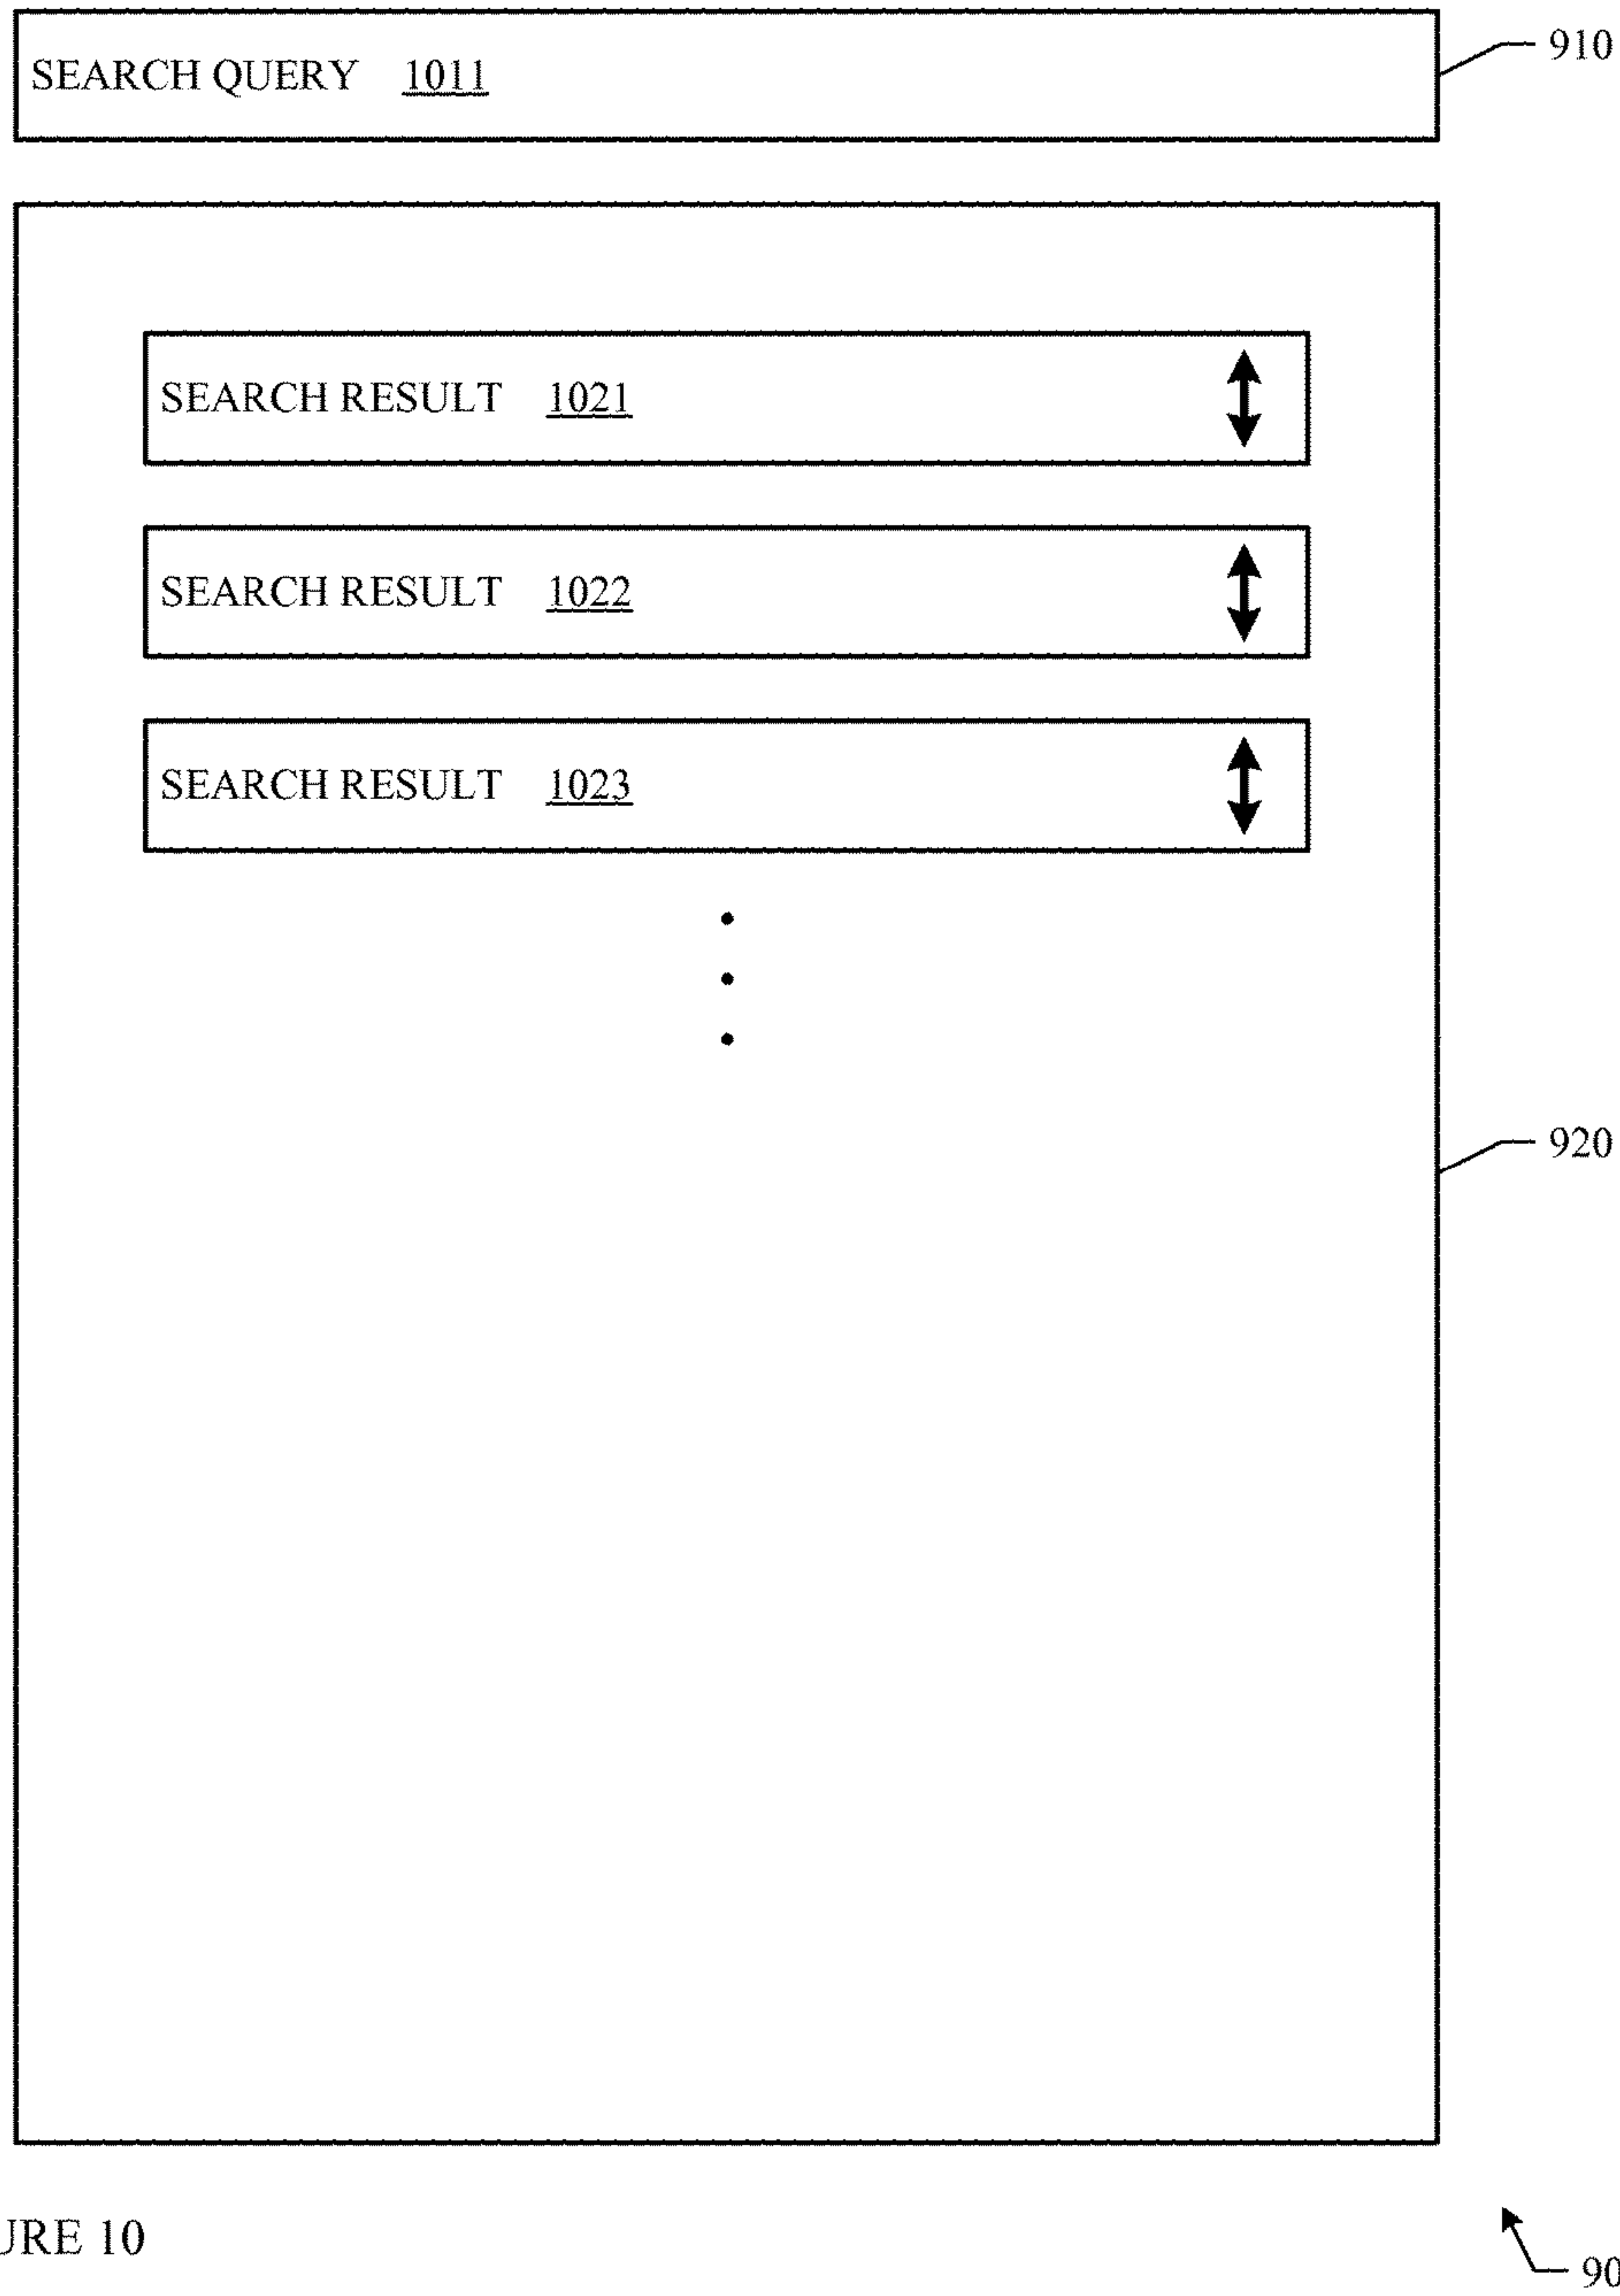 910
SEARCH QUERY 1011
SEARCH RESULT 1021
SEARCH RESULT 1022
SEARCH RESULT 1023
920
URE 10
90